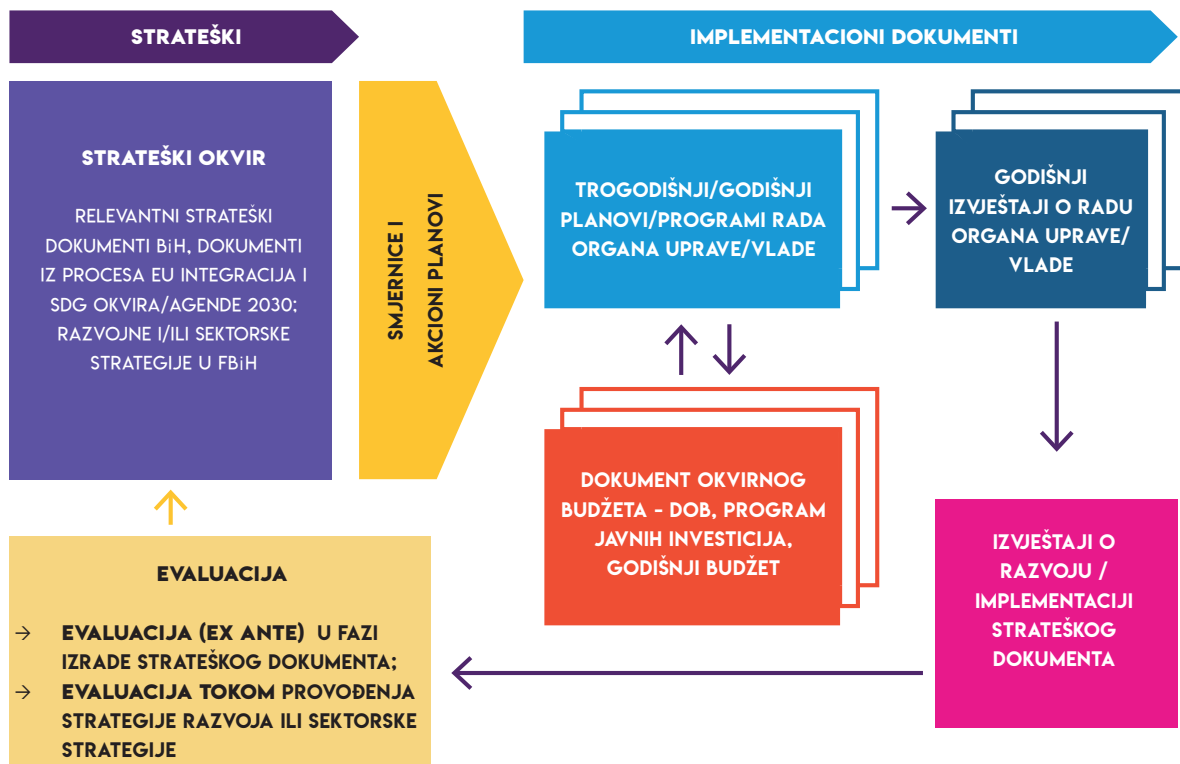 STRATEŠKI
IMPLEMENTACIONI DOKUMENTI
STRATEŠKI OKVIR
RELEVANTNI STRATEŠKI
DOKUMENTI BiH, DOKUMENTI
IZ PROCESA EU INTEGRACIJA I
SDG OKVIRA/AGENDE 2030;
RAZVOJNE I/ILI SEKTORSKE
STRATEGIJE U FBiH
SMJERNICE I
AKCIONI PLANOVI
TROGODIŠNJI/GODIŠNJI
PLANOVI/PROGRAMI RADA
ORGANA UPRAVE/VLADE
GODIŠNJI
IZVJEŠTAJI O RADU
ORGANA UPRAVE/
VLADE
DOKUMENT OKVIRNOG
BUDŽETA - DOB, PROGRAM
JAVNIH INVESTICIJA,
GODIŠNJI BUDŽET
IZVJEŠTAJI O
RAZVOJU /
IMPLEMENTACIJI
STRATEŠKOG
DOKUMENTA
EVALUACIJA
→ EVALUACIJA (EX ANTE) U FAZI
IZRADE STRATEŠKOG DOKUMENTA;
→ EVALUACIJA TOKOM PROVOĐENJA
STRATEGIJE RAZVOJA ILI SEKTORSKE
STRATEGIJE